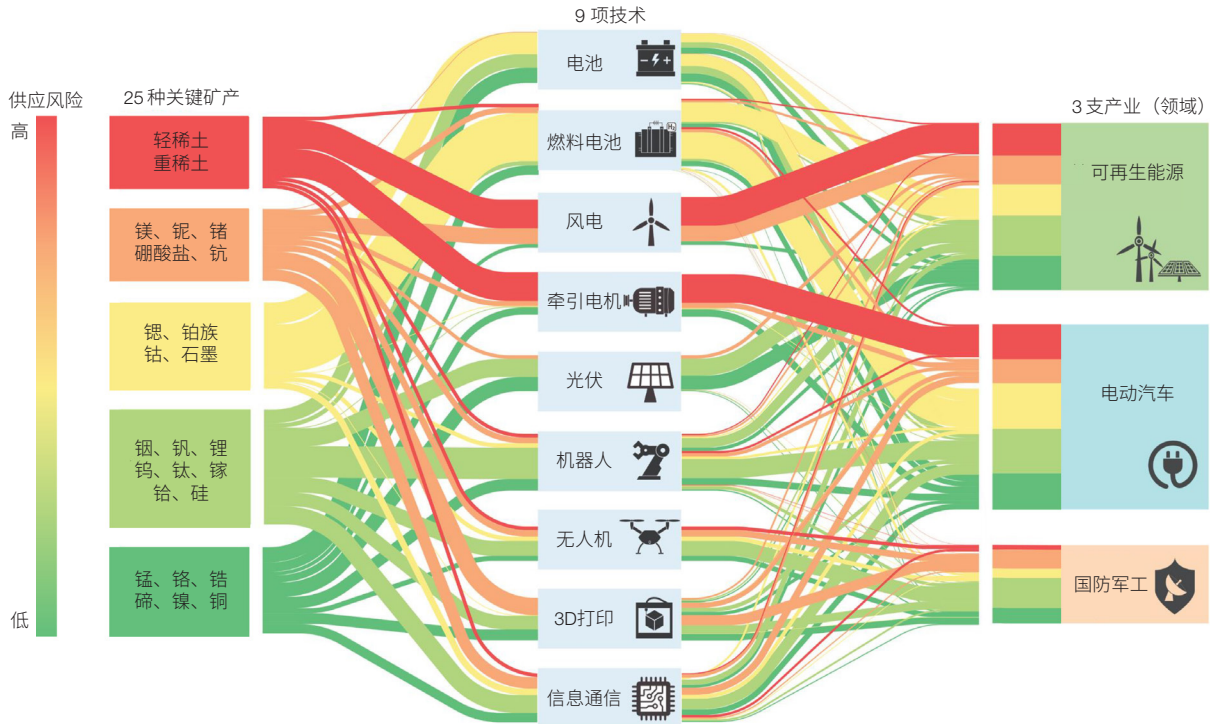 9 项技术
供应风险
高
低
25 种关键矿产
轻稀土
重稀土
镁、铌、锗
硼酸盐、钪
锶、铂族
钴、石墨
铟、钒、锂
钨、钛、镓
铪、硅
锰、铬、锆
碲、镍、铜
电池
燃料电池
H₂
风电
牵引电机
光伏
机器人
无人机
3D打印
信息通信
3 支产业（领域）
可再生能源
电动汽车
国防军工